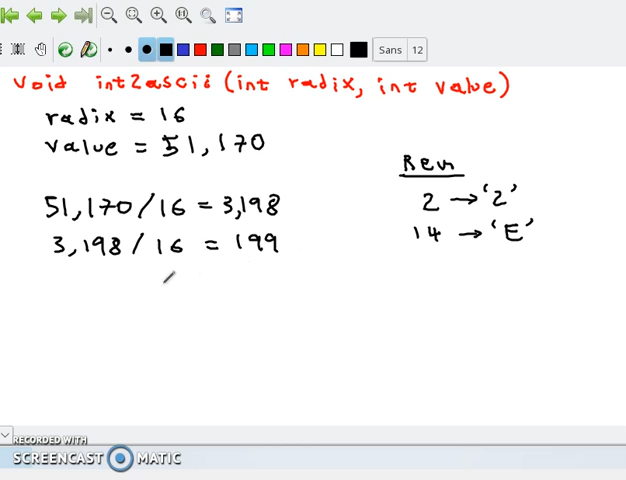 Sans 12
void int2ascii (int radix, int value)
radix = 16
value = 51,170
Rem
51,170 / 16 = 3,198
2 → '2'
3,198 / 16 = 199
14 → 'E'
RECORDED WITH
SCREENCAST MATIC